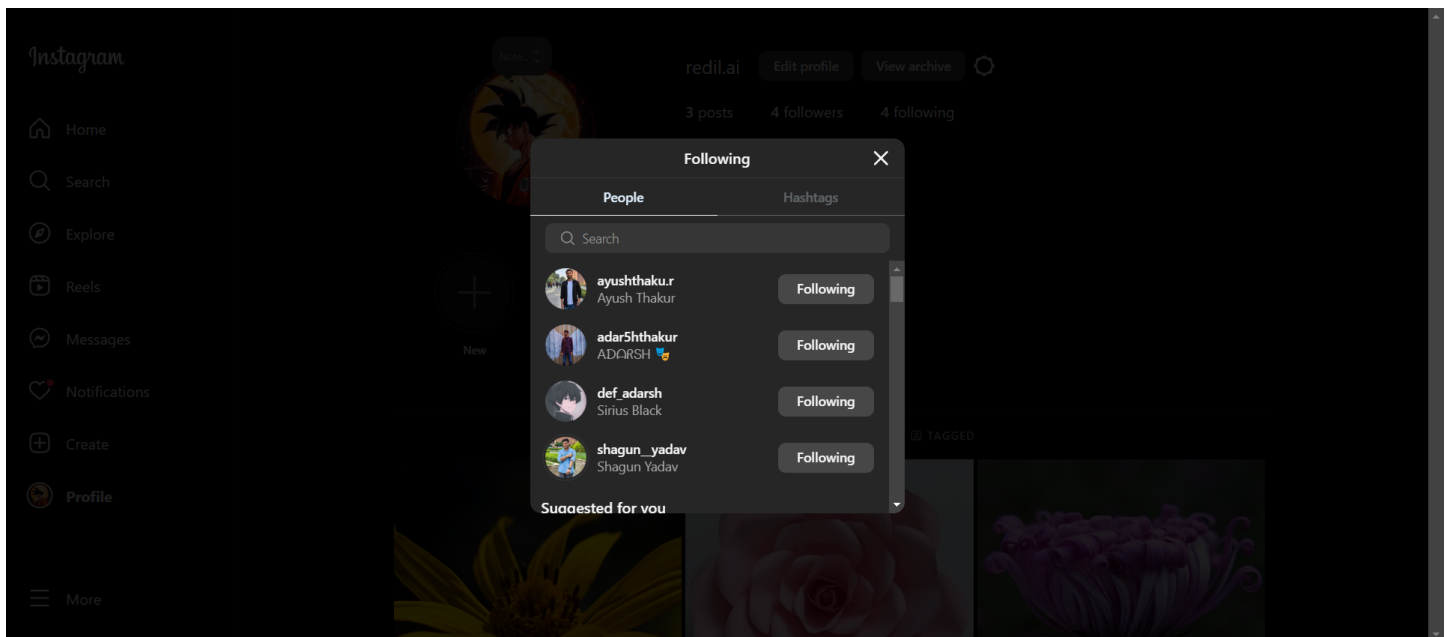 Instagram
Home
Search
Explore
Reels
Messages
Notifications
Create
Profile
More
Note...
redil.ai Edit profile View archive
3 posts 4 followers 4 following
New
TAGGED
Following
People Hashtags
Search
ayushthaku.r
Ayush Thakur
Following
adar5hthakur
ADᗩRSH 🎭
Following
def_adarsh
Sirius Black
Following
shagun__yadav
Shagun Yadav
Following
Suggested for you